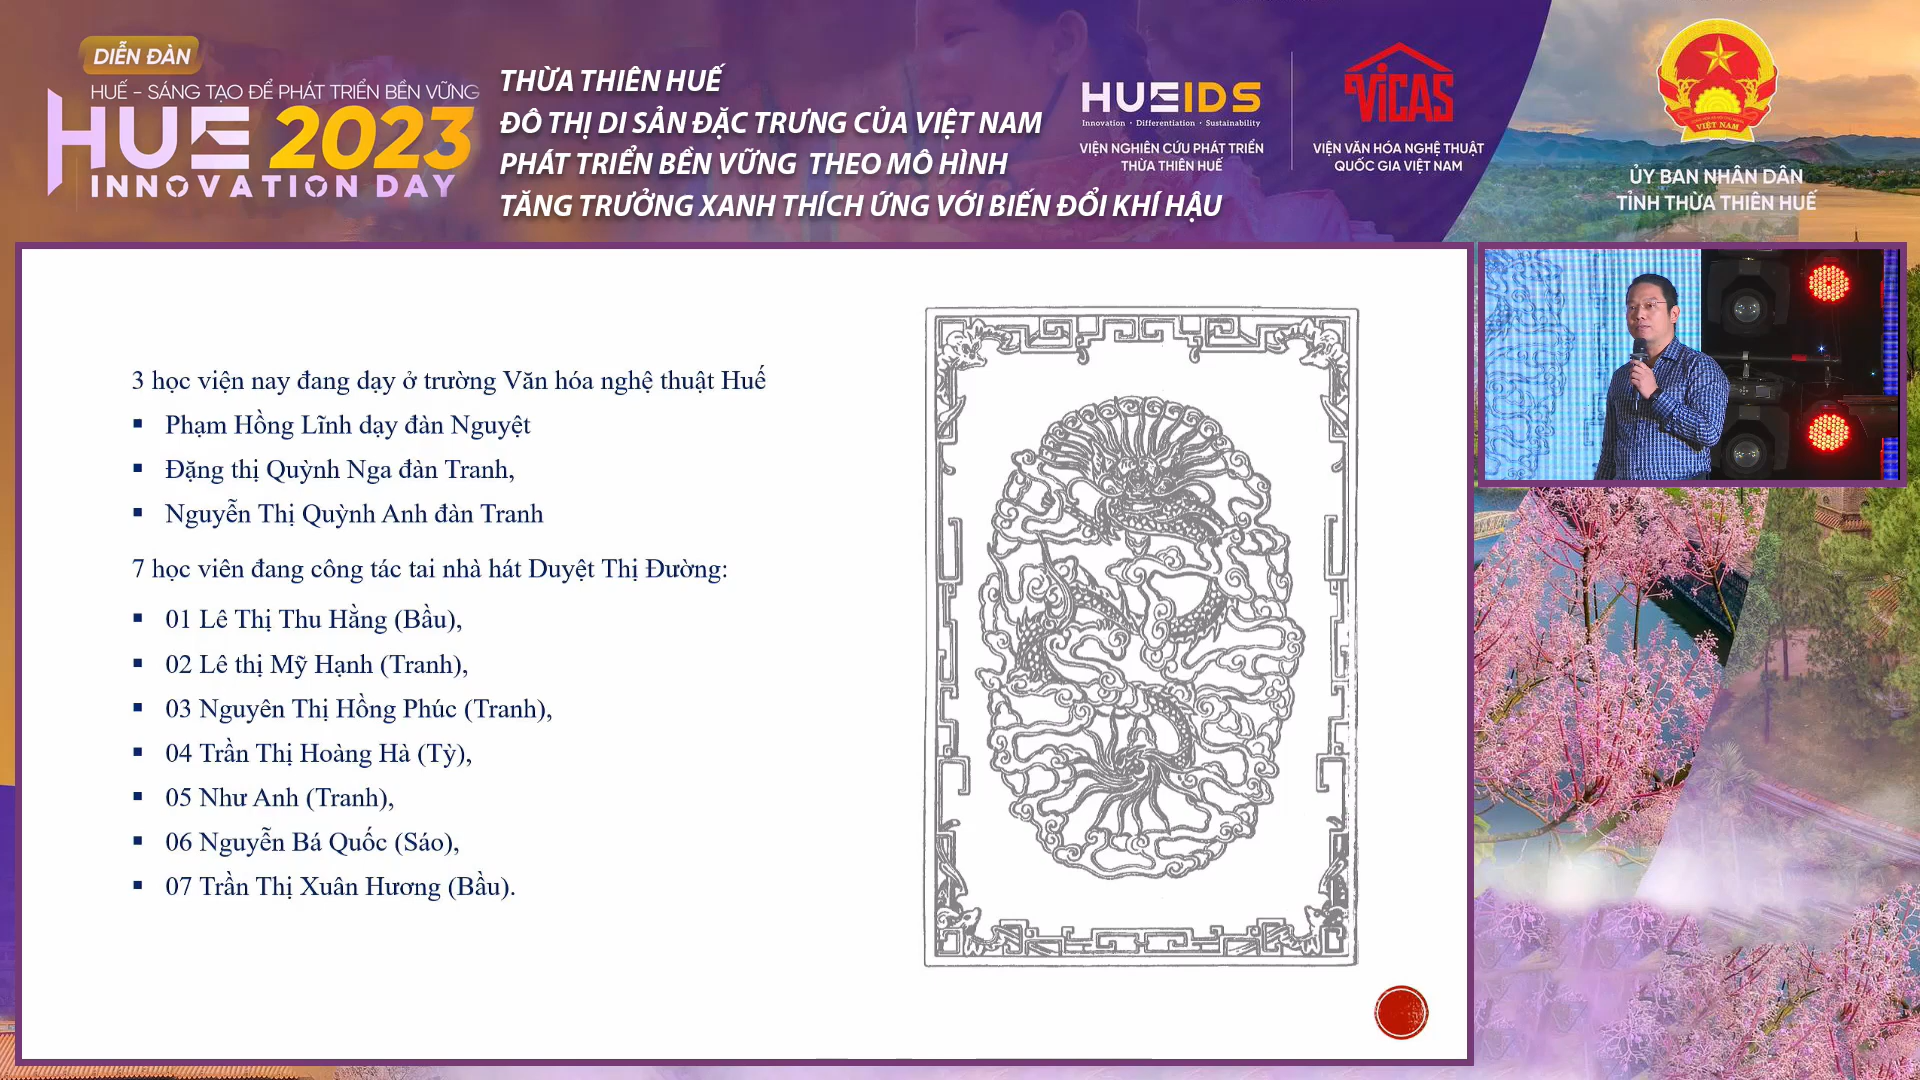 DIỄN ĐÀN
HUẾ - SÁNG TẠO ĐỂ PHÁT TRIỂN BỀN VỮNG
HUE 2023
INNOVATION DAY
THỪA THIÊN HUẾ
ĐÔ THỊ DI SẢN ĐẶC TRƯNG CỦA VIỆT NAM
PHÁT TRIỂN BỀN VỮNG THEO MÔ HÌNH
TĂNG TRƯỞNG XANH THÍCH ỨNG VỚI BIẾN ĐỔI KHÍ HẬU
HUEIDS
Innovation • Differentiation • Sustainability
VIỆN NGHIÊN CỨU PHÁT TRIỂN
THỪA THIÊN HUẾ
VICAS
VIỆN VĂN HÓA NGHỆ THUẬT
QUỐC GIA VIỆT NAM
VIỆT NAM
ỦY BAN NHÂN DÂN
TỈNH THỪA THIÊN HUẾ
3 học viện nay đang dạy ở trường Văn hóa nghệ thuật Huế
▪ Phạm Hồng Lĩnh dạy đàn Nguyệt
▪ Đặng thị Quỳnh Nga đàn Tranh,
▪ Nguyễn Thị Quỳnh Anh đàn Tranh
7 học viên đang công tác tai nhà hát Duyệt Thị Đường:
▪ 01 Lê Thị Thu Hằng (Bầu),
▪ 02 Lê thị Mỹ Hạnh (Tranh),
▪ 03 Nguyên Thị Hồng Phúc (Tranh),
▪ 04 Trần Thị Hoàng Hà (Tỳ),
▪ 05 Như Anh (Tranh),
▪ 06 Nguyễn Bá Quốc (Sáo),
▪ 07 Trần Thị Xuân Hương (Bầu).